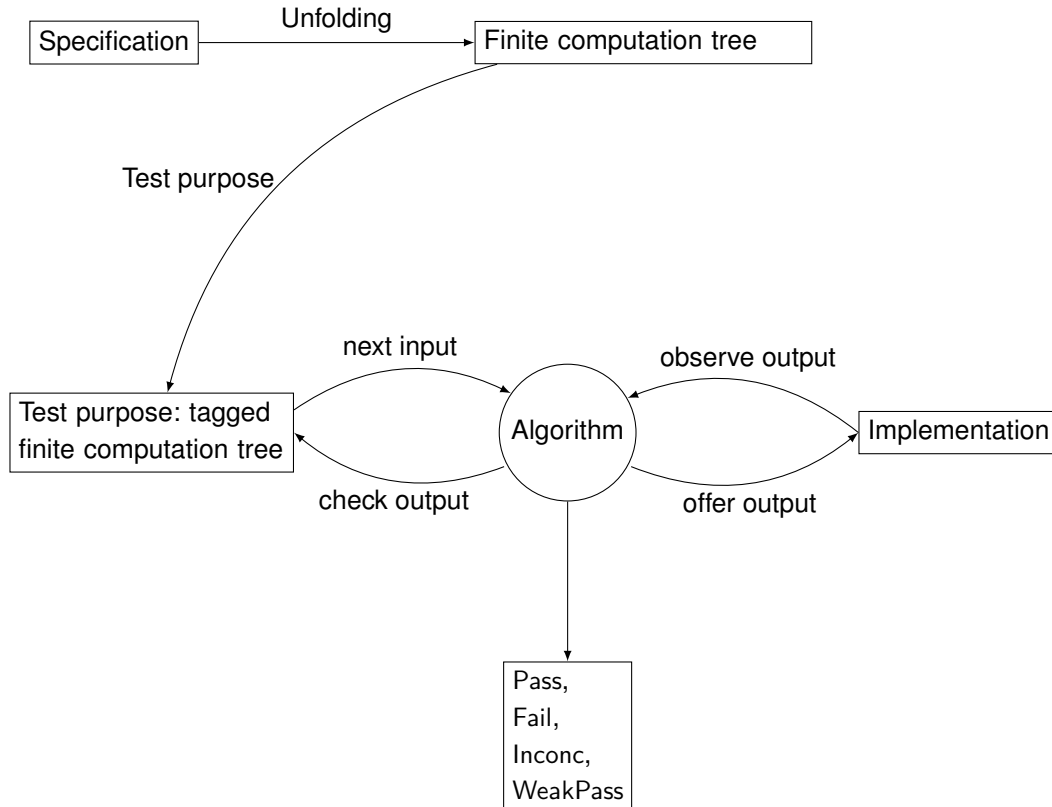 Unfolding
Specification
Finite computation tree
Test purpose
next input
observe output
Test purpose: tagged
finite computation tree
Algorithm
Implementation
check output
offer output
Pass,
Fail,
Inconc,
WeakPass